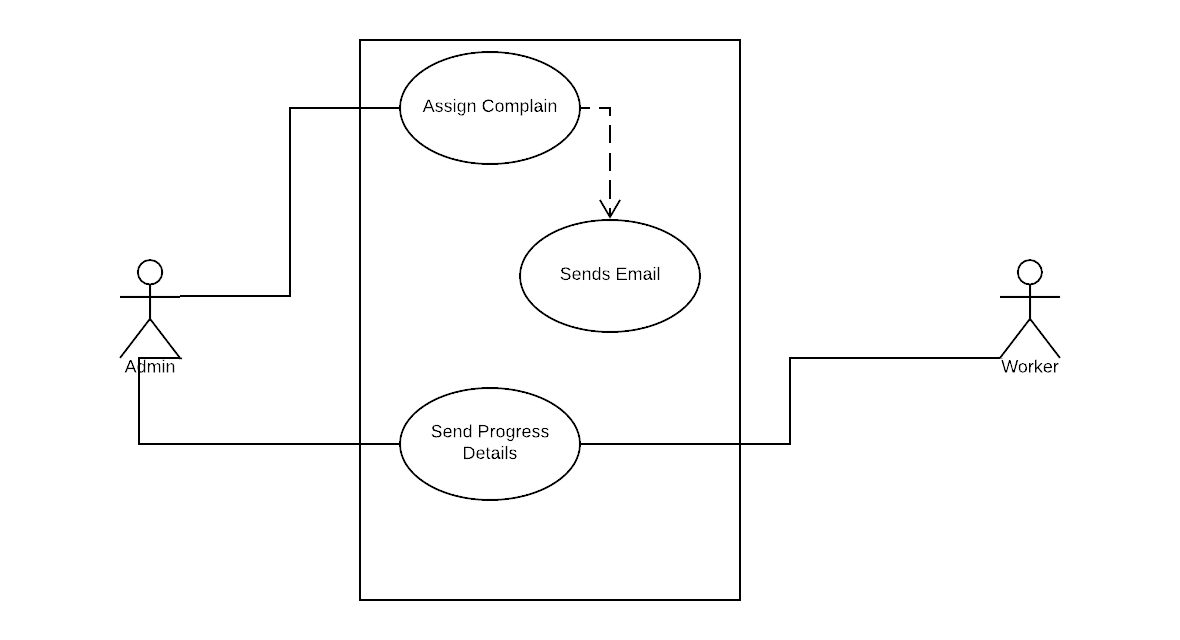 Assign Complain
Sends Email
Admin
Worker
Send Progress
Details